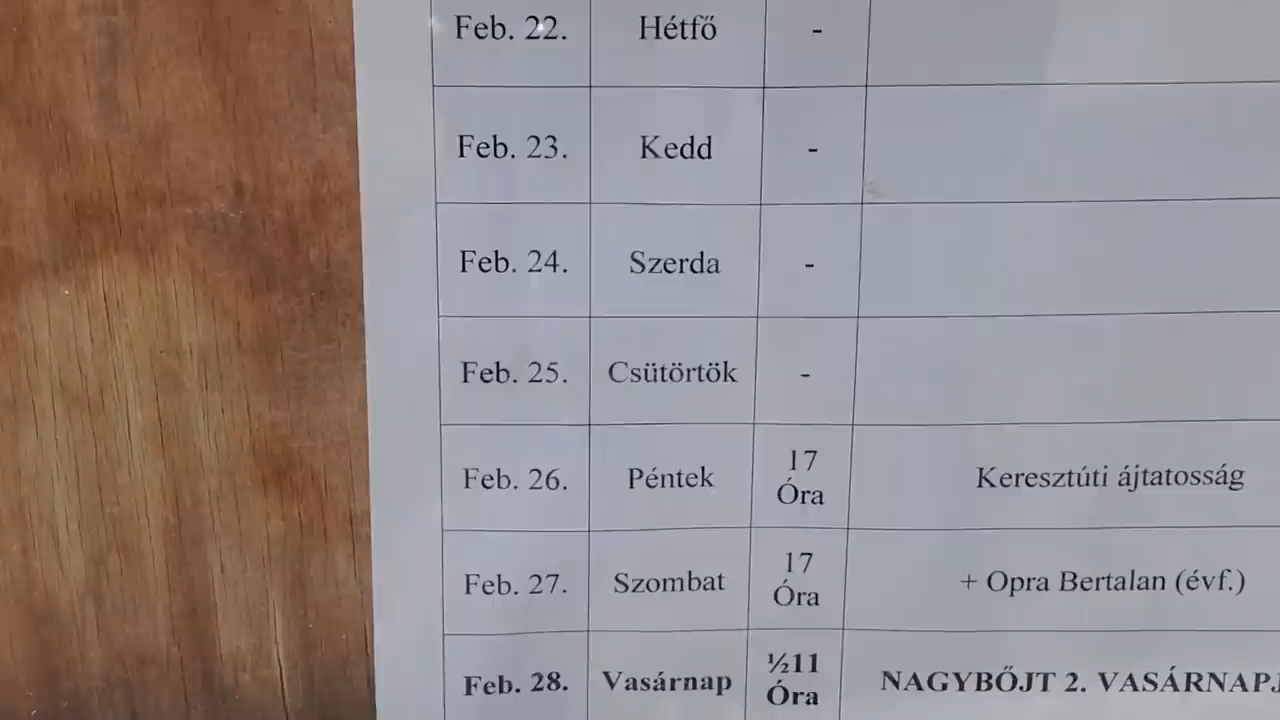 Feb. 22. Hétfő -
Feb. 23. Kedd -
Feb. 24. Szerda -
Feb. 25. Csütörtök -
Feb. 26. Péntek 17 Óra Keresztúti ájtatosság
Feb. 27. Szombat 17 Óra + Opra Bertalan (évf.)
Feb. 28. Vasárnap ½11 Óra NAGYBŐJT 2. VASÁRNAPJ